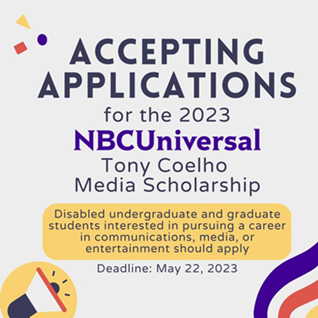 ACCEPTING
APPLICATIONS
for the 2023
NBCUniversal
Tony Coelho
Media Scholarship
Disabled undergraduate and graduate
students interested in pursuing a career
in communications, media, or
entertainment should apply
Deadline: May 22, 2023